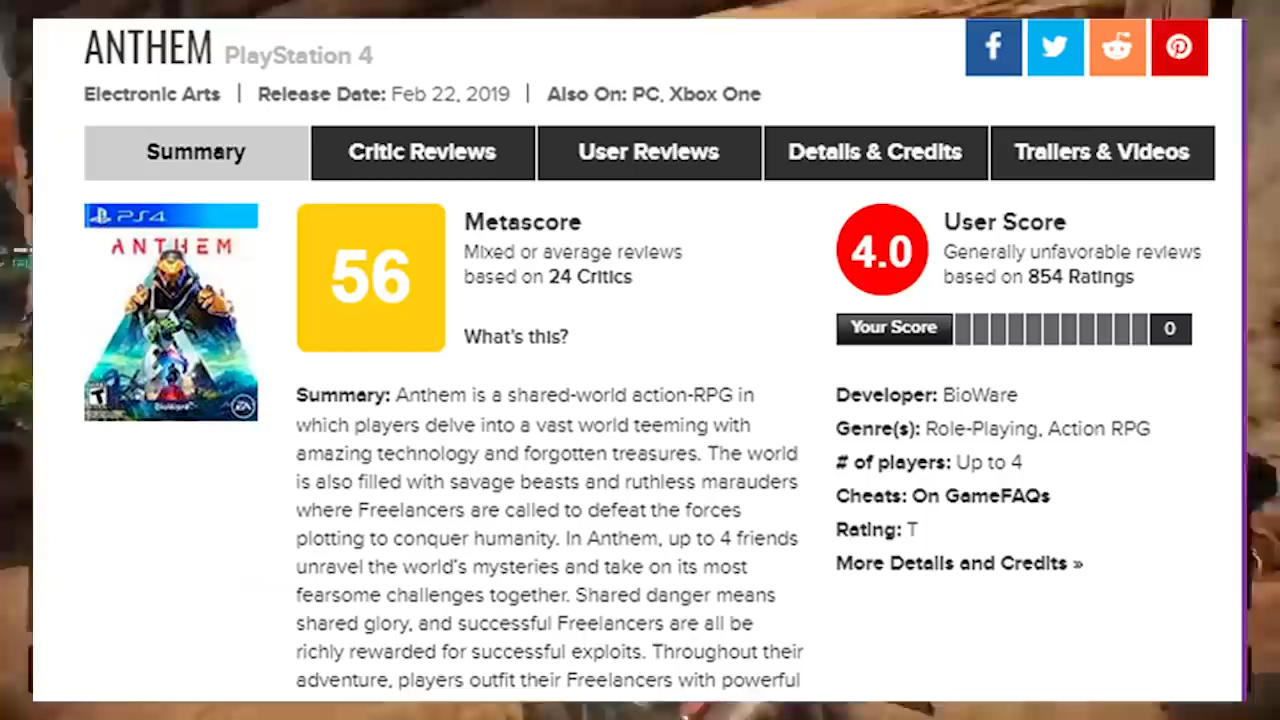 ANTHEM PlayStation 4
Electronic Arts | Release Date: Feb 22, 2019 | Also On: PC, Xbox One
Summary Critic Reviews User Reviews Details & Credits Trailers & Videos
PS4
ANTHEM
T
BioWare
EA
56
Metascore
Mixed or average reviews
based on 24 Critics
What's this?
4.0
User Score
Generally unfavorable reviews
based on 854 Ratings
Your Score 0
Summary: Anthem is a shared-world action-RPG in
which players delve into a vast world teeming with
amazing technology and forgotten treasures. The world
is also filled with savage beasts and ruthless marauders
where Freelancers are called to defeat the forces
plotting to conquer humanity. In Anthem, up to 4 friends
unravel the world's mysteries and take on its most
fearsome challenges together. Shared danger means
shared glory, and successful Freelancers are all be
richly rewarded for successful exploits. Throughout their
adventure, players outfit their Freelancers with powerful
Developer: BioWare
Genre(s): Role-Playing, Action RPG
# of players: Up to 4
Cheats: On GameFAQs
Rating: T
More Details and Credits »